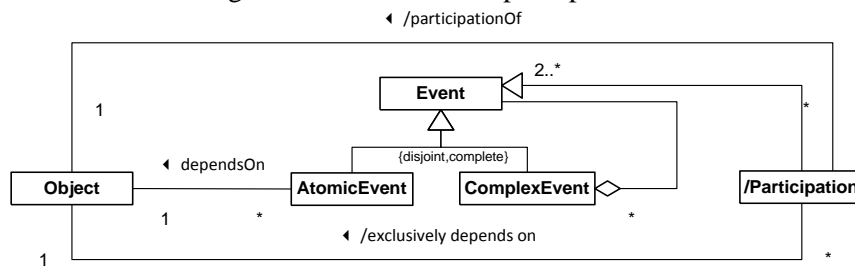 ◄ /participationOf
2..*
Event
1
*
{disjoint,complete}
◄ dependsOn
Object
AtomicEvent
ComplexEvent
/Participation
1
*
*
◄ /exclusively depends on
1
*